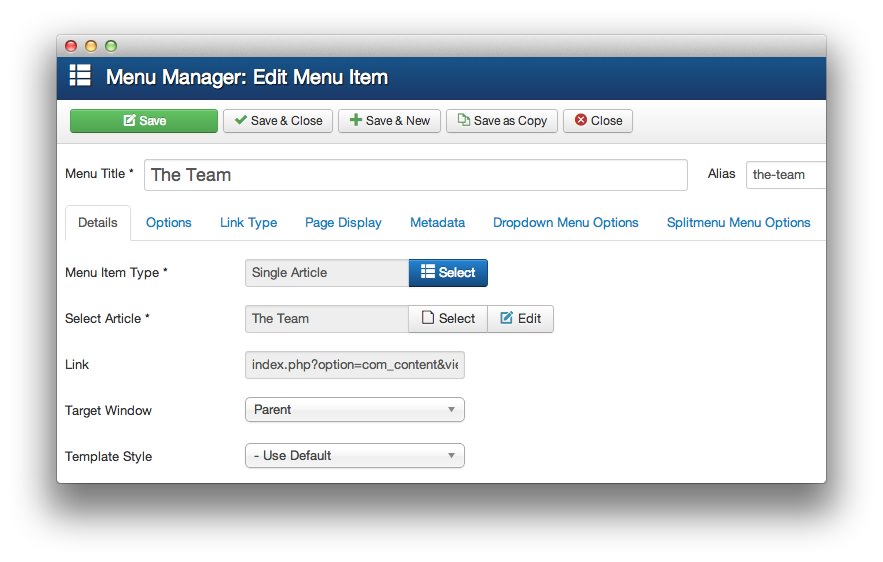 Menu Manager: Edit Menu Item
Save Save & Close Save & New Save as Copy Close
Menu Title * The Team Alias the-team
Details Options Link Type Page Display Metadata Dropdown Menu Options Splitmenu Menu Options
Menu Item Type * Single Article Select
Select Article * The Team Select Edit
Link index.php?option=com_content&vie
Target Window Parent
Template Style - Use Default